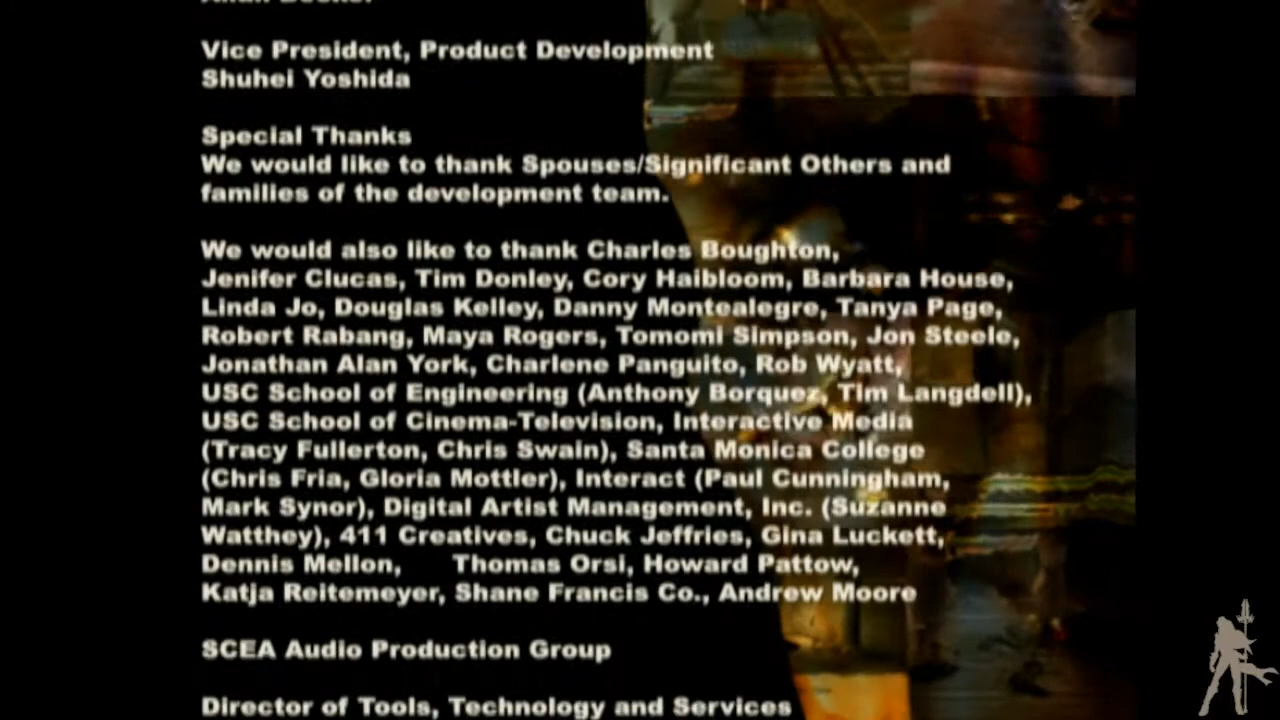 Vice President, Product Development
Shuhei Yoshida
Special Thanks
We would like to thank Spouses/Significant Others and
families of the development team.
We would also like to thank Charles Boughton,
Jenifer Clucas, Tim Donley, Cory Haibloom, Barbara House,
Linda Jo, Douglas Kelley, Danny Montealegre, Tanya Page,
Robert Rabang, Maya Rogers, Tomomi Simpson, Jon Steele,
Jonathan Alan York, Charlene Panguito, Rob Wyatt,
USC School of Engineering (Anthony Borquez, Tim Langdell),
USC School of Cinema-Television, Interactive Media
(Tracy Fullerton, Chris Swain), Santa Monica College
(Chris Fria, Gloria Mottler), Interact (Paul Cunningham,
Mark Synor), Digital Artist Management, Inc. (Suzanne
Watthey), 411 Creatives, Chuck Jeffries, Gina Luckett,
Dennis Mellon, Thomas Orsi, Howard Pattow,
Katja Reitemeyer, Shane Francis Co., Andrew Moore
SCEA Audio Production Group
Director of Tools, Technology and Services